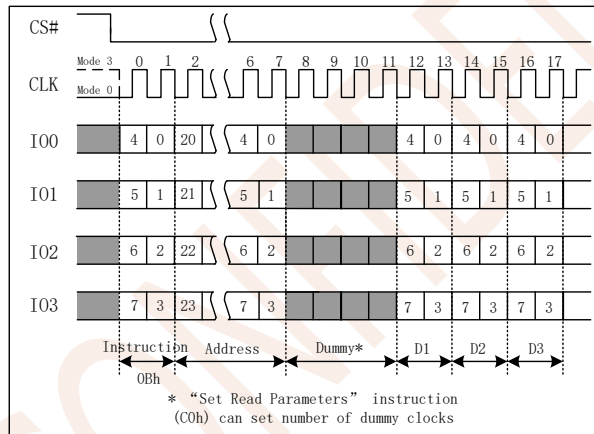 CS#
Mode 3 0 1 2 6 7 8 9 10 11 12 13 14 15 16 17
CLK
Mode 0
IO0 4 0 20 4 0 4 0 4 0 4 0
IO1 5 1 21 5 1 5 1 5 1 5 1
IO2 6 2 22 6 2 6 2 6 2 6 2
IO3 7 3 23 7 3 7 3 7 3 7 3
Instruction Address Dummy* D1 D2 D3
0Bh
* “Set Read Parameters” instruction
(C0h) can set number of dummy clocks